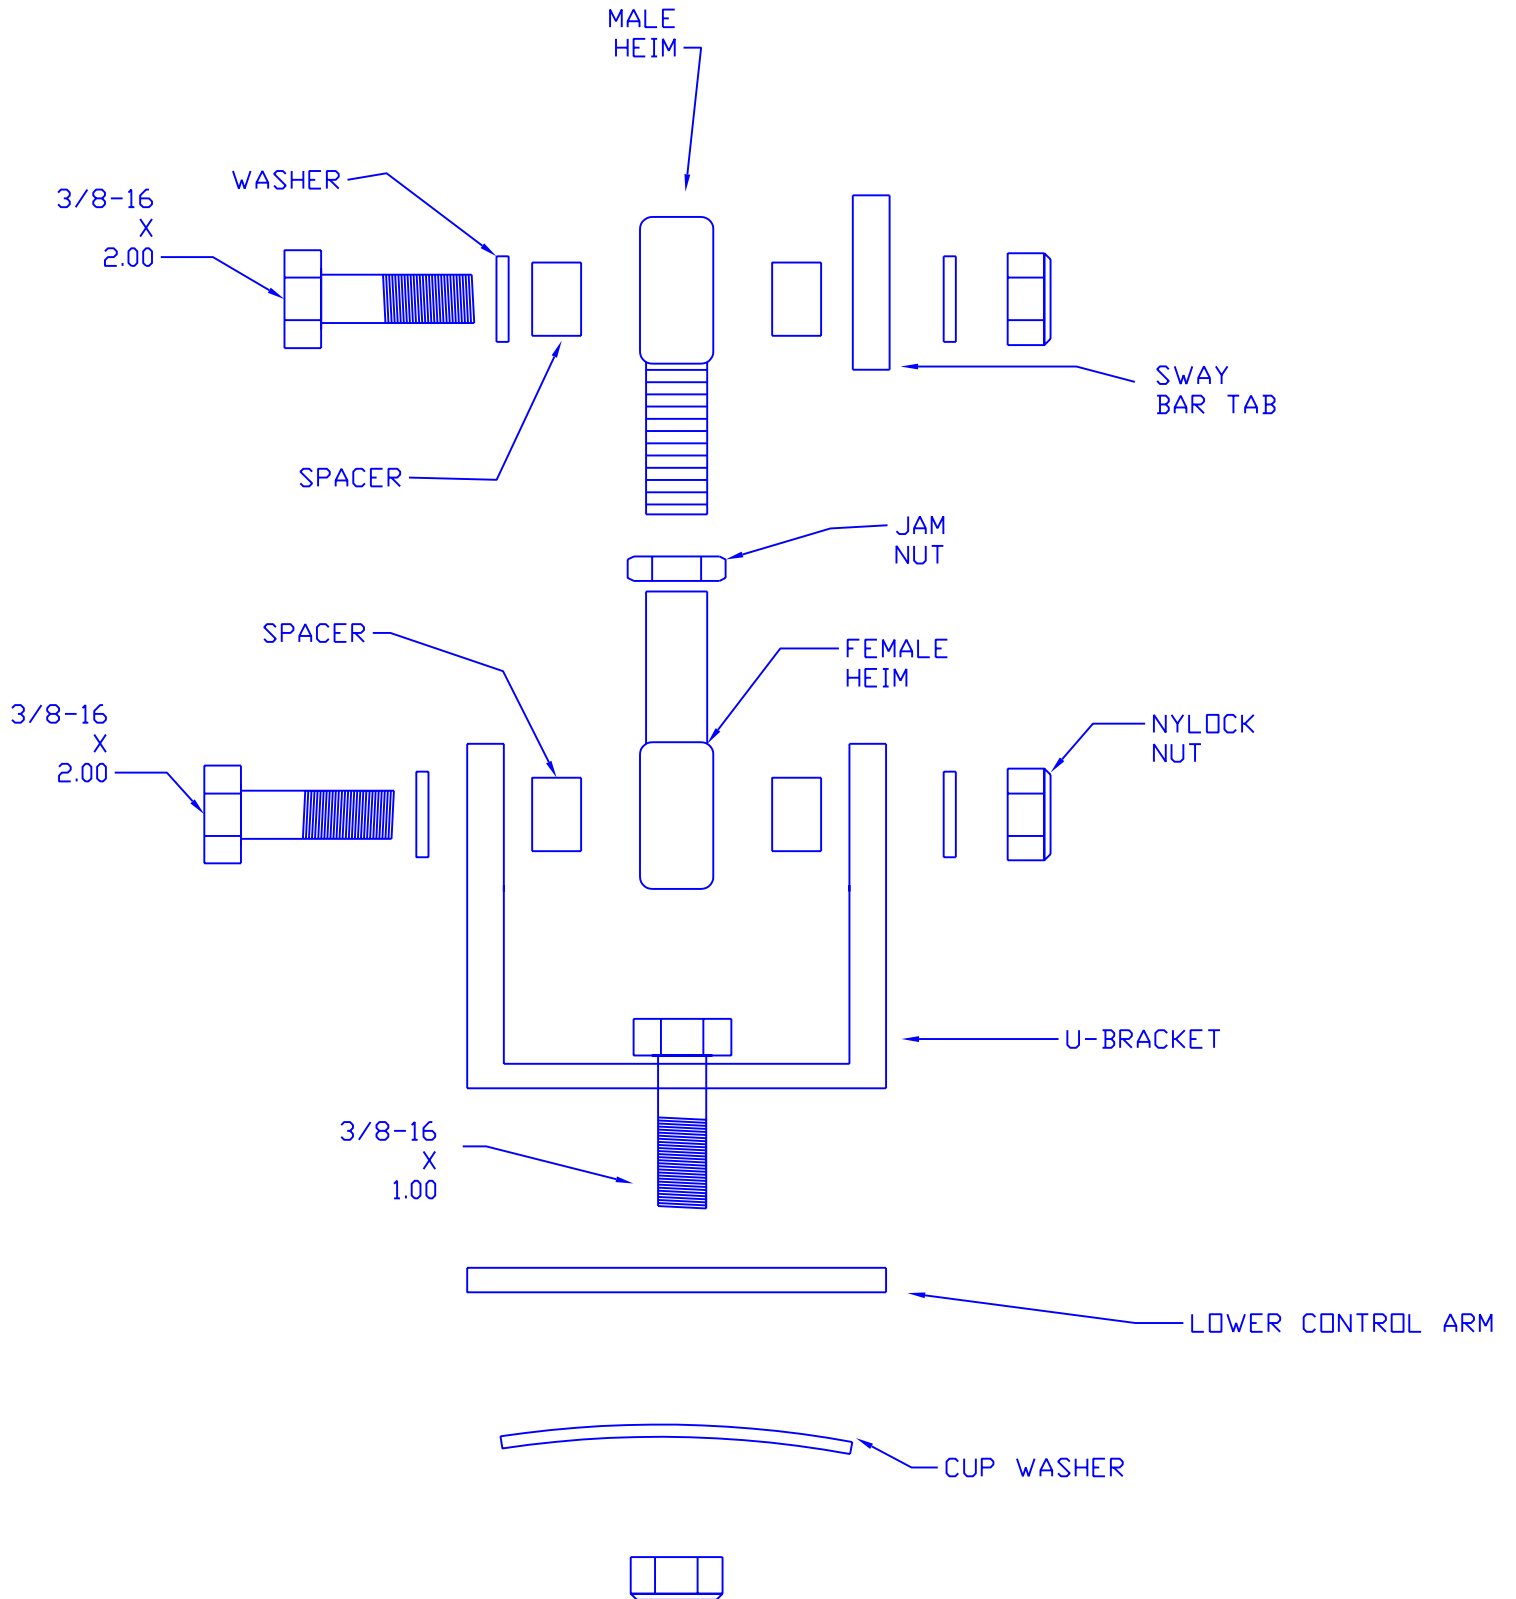 MALE
HEIM
WASHER
3/8-16
X
2.00
SWAY
BAR TAB
SPACER
JAM
NUT
SPACER
FEMALE
HEIM
3/8-16
X
2.00
NYLOCK
NUT
U-BRACKET
3/8-16
X
1.00
LOWER CONTROL ARM
CUP WASHER